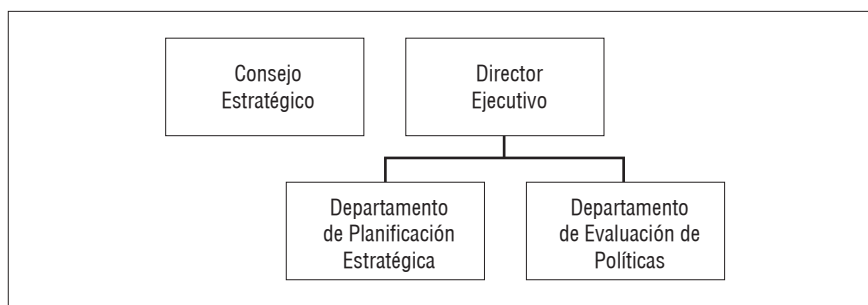 Consejo
Estratégico
Director
Ejecutivo
Departamento
de Planificación
Estratégica
Departamento
de Evaluación de
Políticas